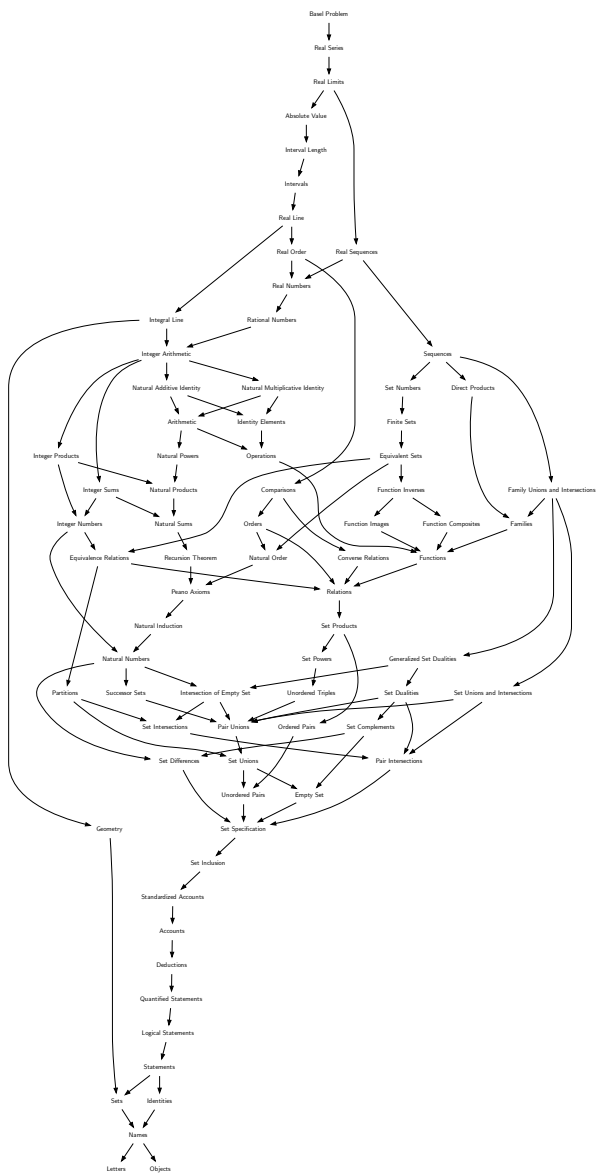 Basel Problem
Real Series
Real Limits
Absolute Value
Interval Length
Intervals
Real Line
Real Order
Real Sequences
Real Numbers
Integral Line
Rational Numbers
Integer Arithmetic
Sequences
Natural Additive Identity
Natural Multiplicative Identity
Set Numbers
Direct Products
Arithmetic
Identity Elements
Finite Sets
Integer Products
Natural Powers
Operations
Equivalent Sets
Integer Sums
Natural Products
Comparisons
Function Inverses
Family Unions and Intersections
Integer Numbers
Natural Sums
Orders
Function Images
Function Composites
Families
Equivalence Relations
Recursion Theorem
Natural Order
Converse Relations
Functions
Peano Axioms
Relations
Natural Induction
Set Products
Natural Numbers
Set Powers
Generalized Set Dualities
Partitions
Successor Sets
Intersection of Empty Set
Unordered Triples
Set Dualities
Set Unions and Intersections
Set Intersections
Pair Unions
Ordered Pairs
Set Complements
Set Differences
Set Unions
Pair Intersections
Unordered Pairs
Empty Set
Geometry
Set Specification
Set Inclusion
Standardized Accounts
Accounts
Deductions
Quantified Statements
Logical Statements
Statements
Sets
Identities
Names
Letters
Objects